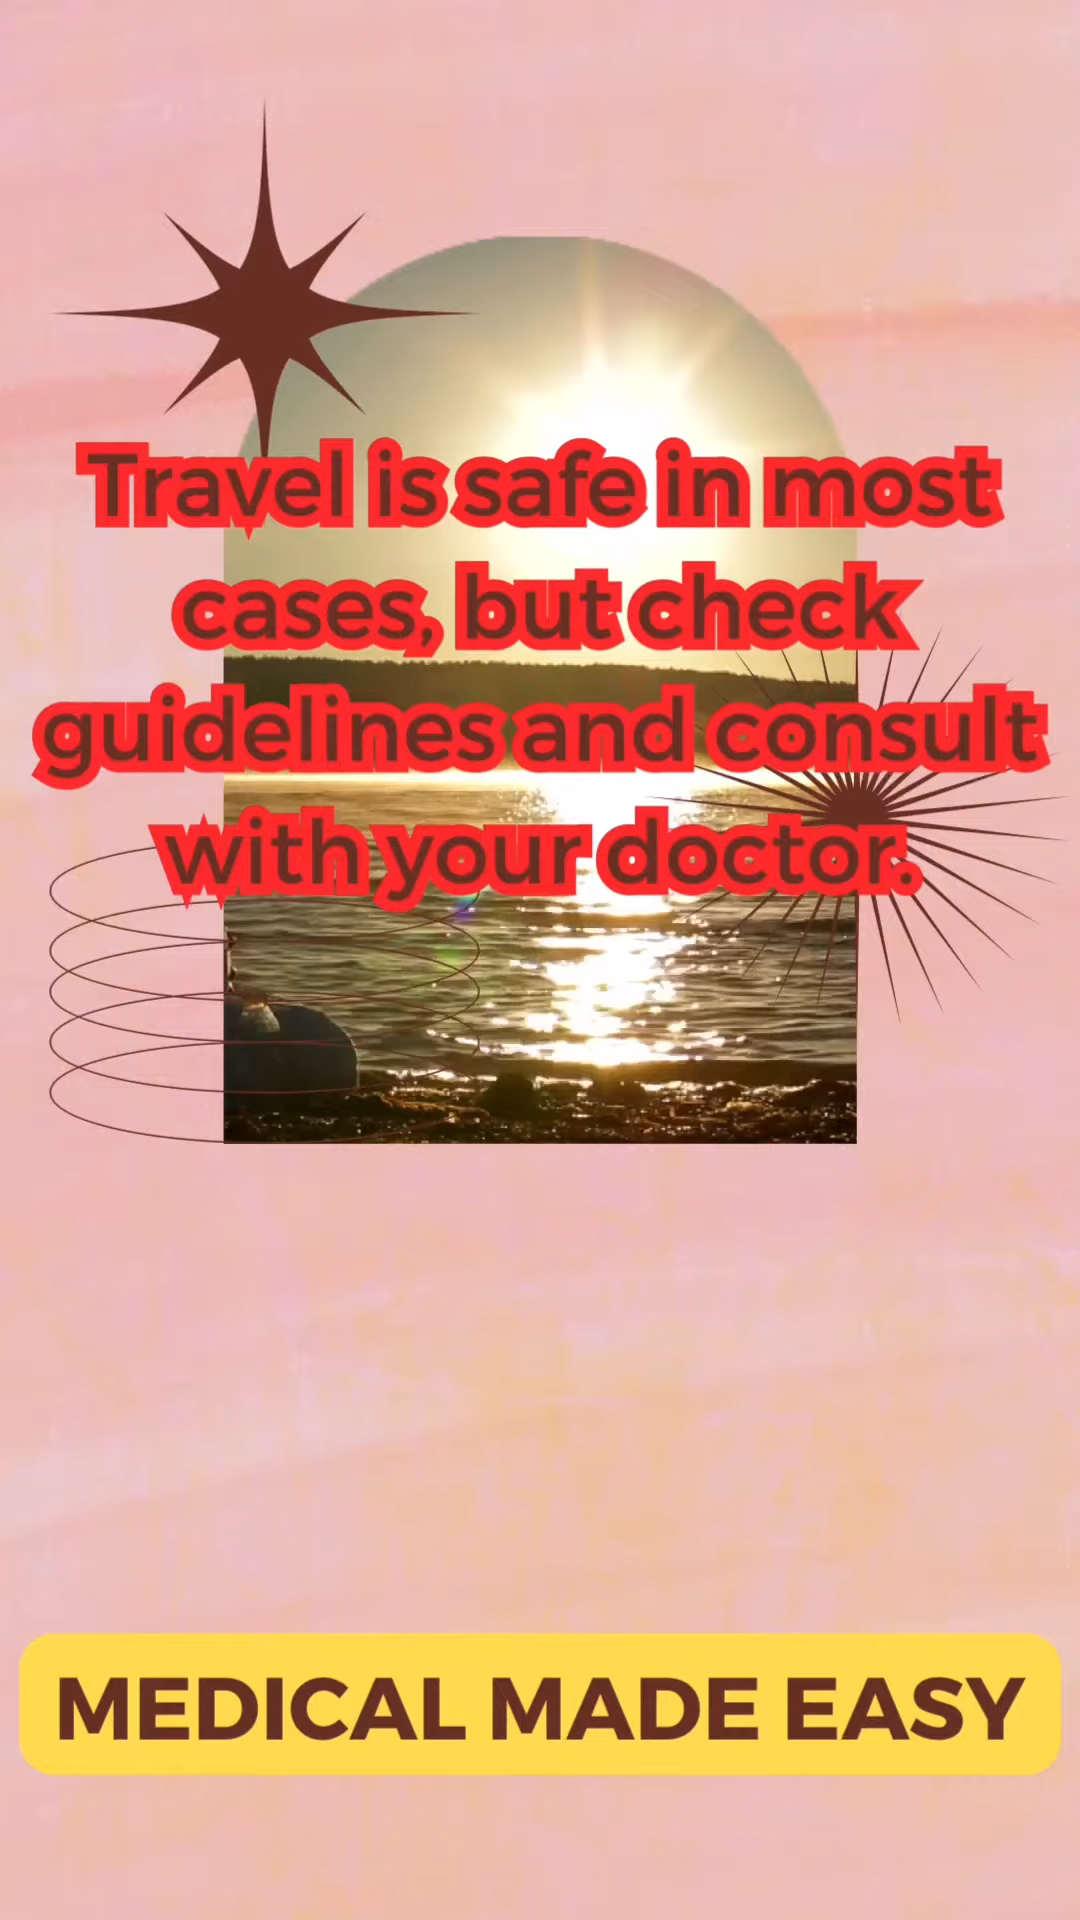 Travel is safe in most
cases, but check
guidelines and consult
with your doctor.
MEDICAL MADE EASY